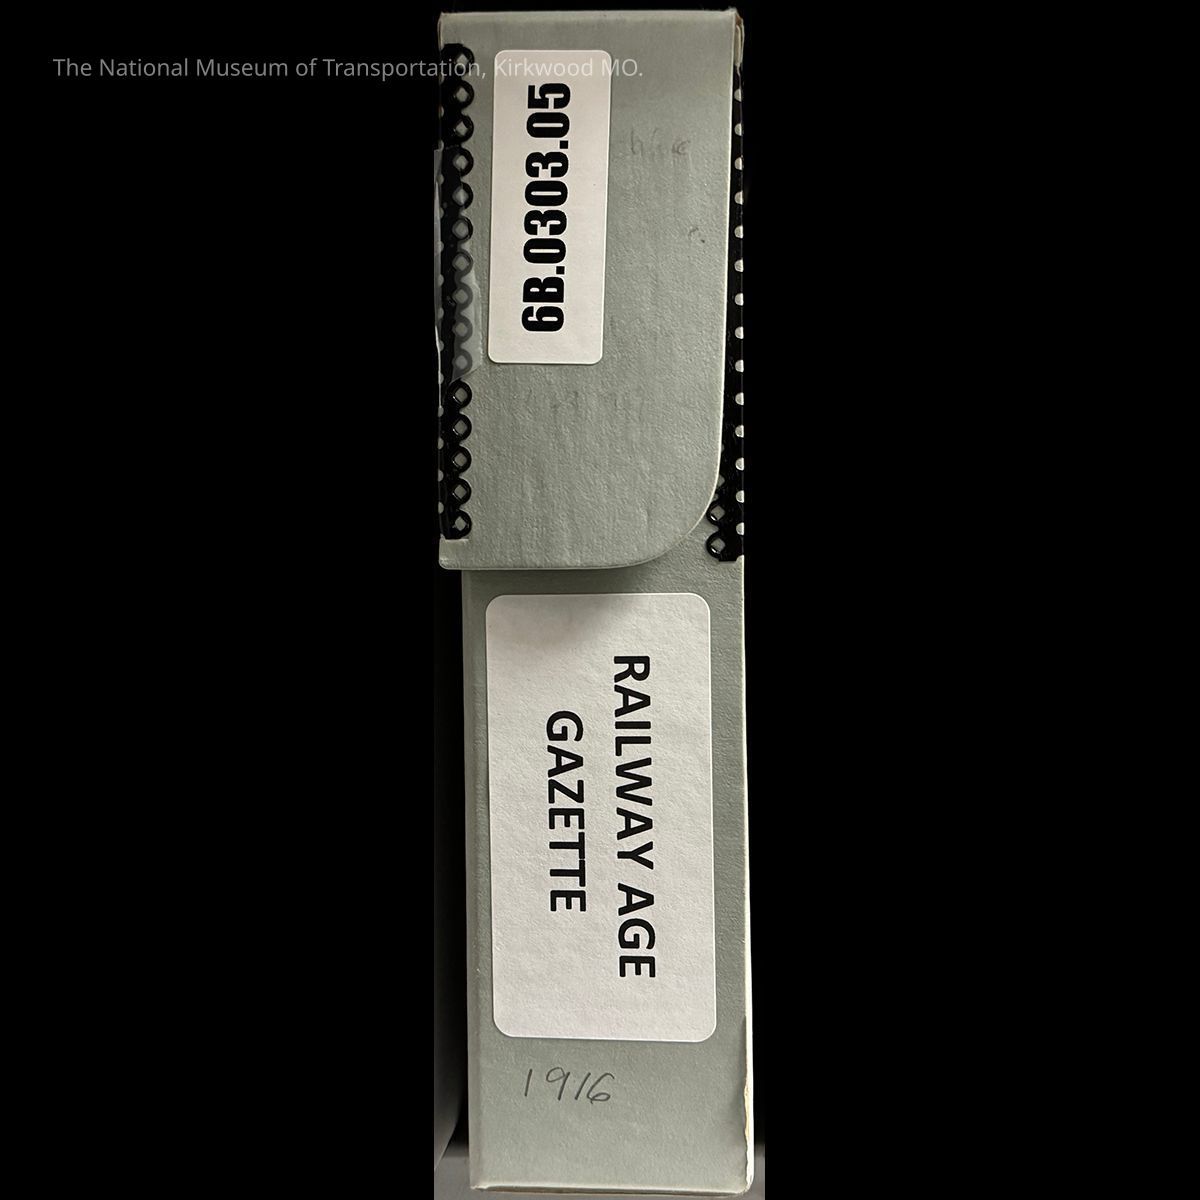 The National Museum of Transportation, Kirkwood MO.
6B.0303.05
RAILWAY AGE
GAZETTE
1916